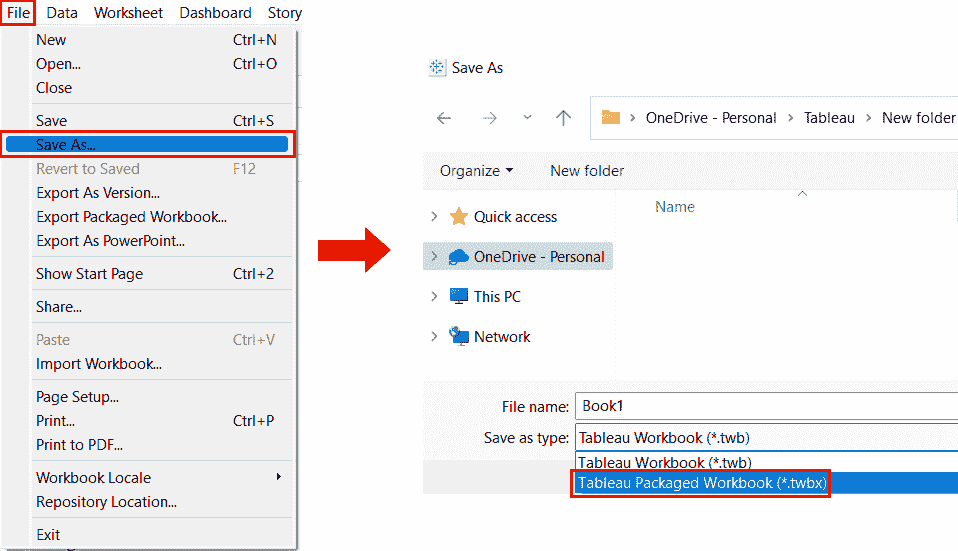 File Data Worksheet Dashboard Story
New Ctrl+N
Open... Ctrl+O
Close
Save Ctrl+S
Save As...
Revert to Saved F12
Export As Version...
Export Packaged Workbook...
Export As PowerPoint...
Show Start Page Ctrl+2
Share...
Paste Ctrl+V
Import Workbook...
Page Setup...
Print... Ctrl+P
Print to PDF...
Workbook Locale
Repository Location...
Exit
Save As
OneDrive - Personal > Tableau > New folder
Organize New folder
Name
Quick access
OneDrive - Personal
This PC
Network
File name: Book1
Save as type: Tableau Workbook (*.twb)
Tableau Workbook (*.twb)
Tableau Packaged Workbook (*.twbx)